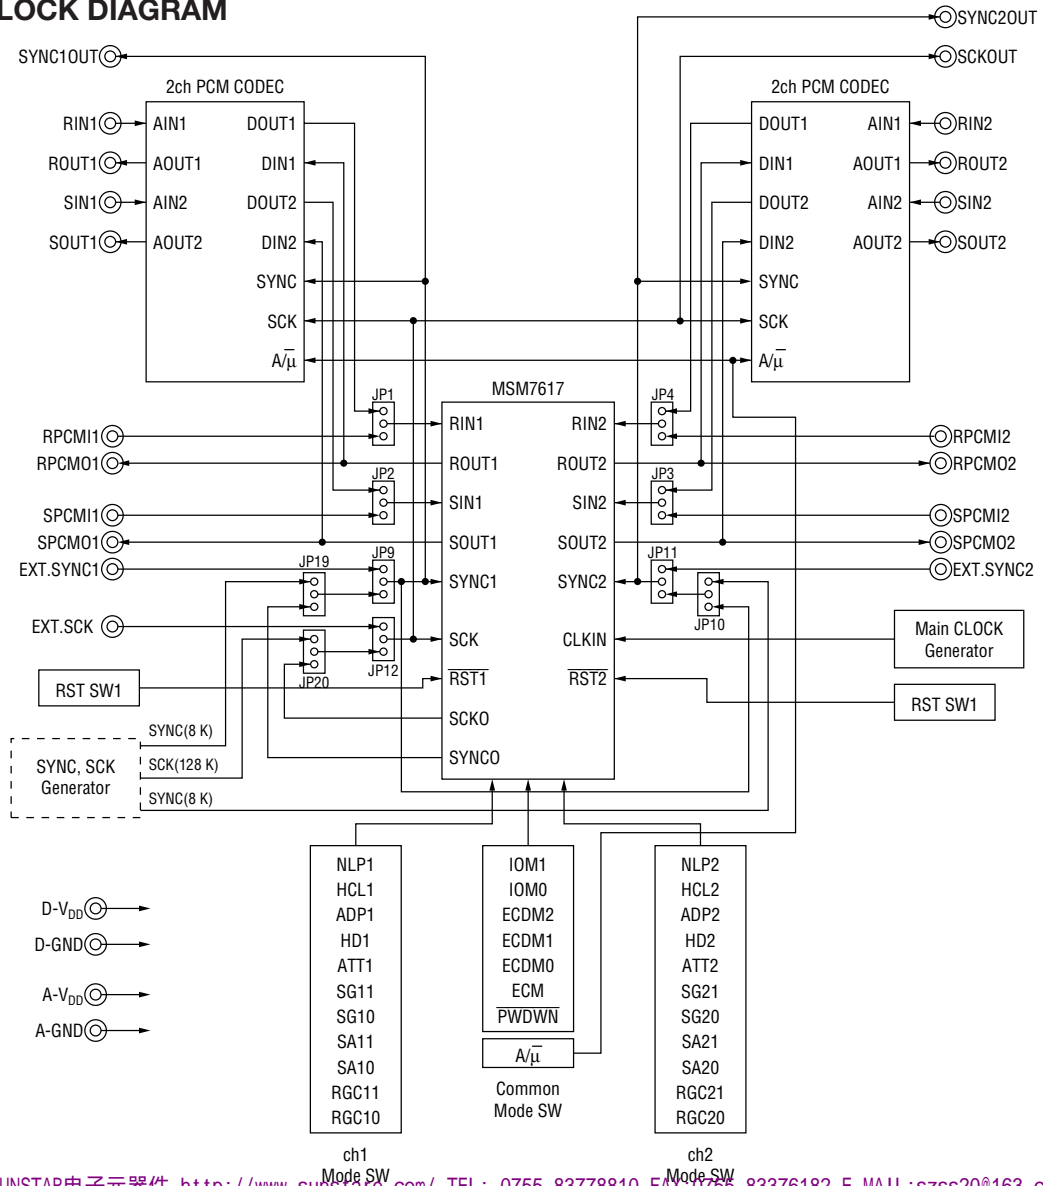 LOCK DIAGRAM
SYNC2OUT
SYNC1OUT
SCKOUT
2ch PCM CODEC
2ch PCM CODEC
RIN1 AIN1 DOUT1
DOUT1 AIN1 RIN2
ROUT1 AOUT1 DIN1
DIN1 AOUT1 ROUT2
SIN1 AIN2 DOUT2
DOUT2 AIN2 SIN2
SOUT1 AOUT2 DIN2
DIN2 AOUT2 SOUT2
SYNC
SYNC
SCK
SCK
A/μ̅
A/μ̅
MSM7617
JP1
JP4
RIN1 RIN2
RPCMI1
RPCMI2
RPCMO1
ROUT1 ROUT2
RPCMO2
JP2
JP3
SIN1 SIN2
SPCMI1
SPCMI2
SPCMO1
SOUT1 SOUT2
SPCMO2
JP9
JP11
EXT.SYNC1
JP19
EXT.SYNC2
SYNC1 SYNC2
JP10
EXT.SCK
SCK CLKIN
Main CLOCK
Generator
JP12
JP20
R̅S̅T̅1̅ R̅S̅T̅2̅
RST SW1
RST SW1
SCKO
SYNC(8 K)
SYNCO
SYNC, SCK
Generator
SCK(128 K)
SYNC(8 K)
NLP1
HCL1
ADP1
HD1
ATT1
SG11
SG10
SA11
SA10
RGC11
RGC10
ch1
Mode SW
IOM1
IOM0
ECDM2
ECDM1
ECDM0
ECM
P̅W̅D̅W̅N̅
A/μ̅
Common
Mode SW
NLP2
HCL2
ADP2
HD2
ATT2
SG21
SG20
SA21
SA20
RGC21
RGC20
ch2
Mode SW
D-VDD
D-GND
A-VDD
A-GND